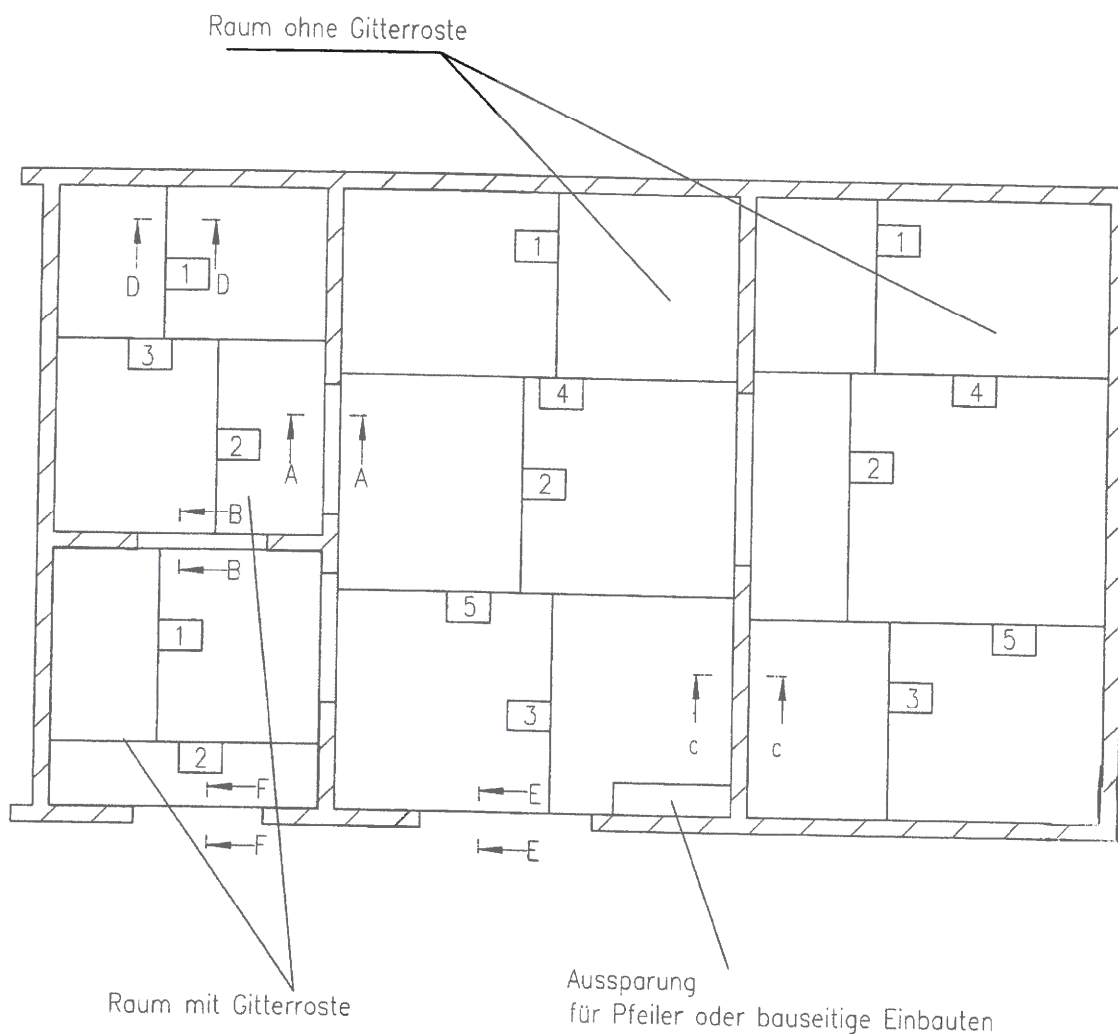 Raum ohne Gitterroste
D
1
D
1
1
3
4
4
2
A
A
2
2
B
B
1
5
5
3
3
c
c
2
F
E
F
E
Raum mit Gitterroste
Aussparung
für Pfeiler oder bauseitige Einbauten